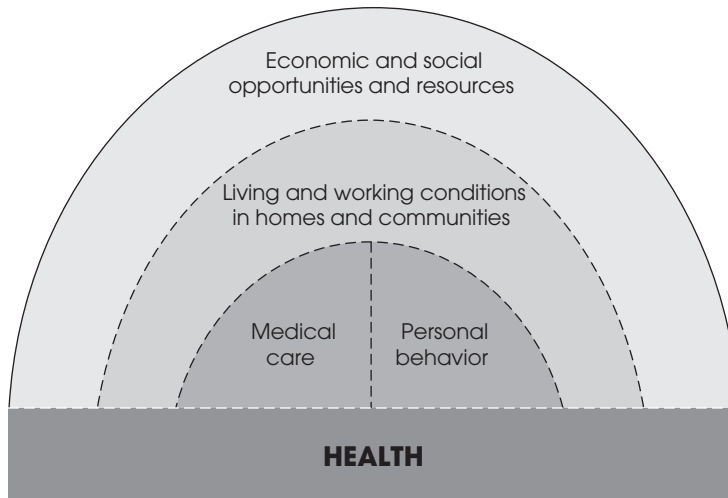 Economic and social
opportunities and resources
Living and working conditions
in homes and communities
Medical
care
Personal
behavior
HEALTH